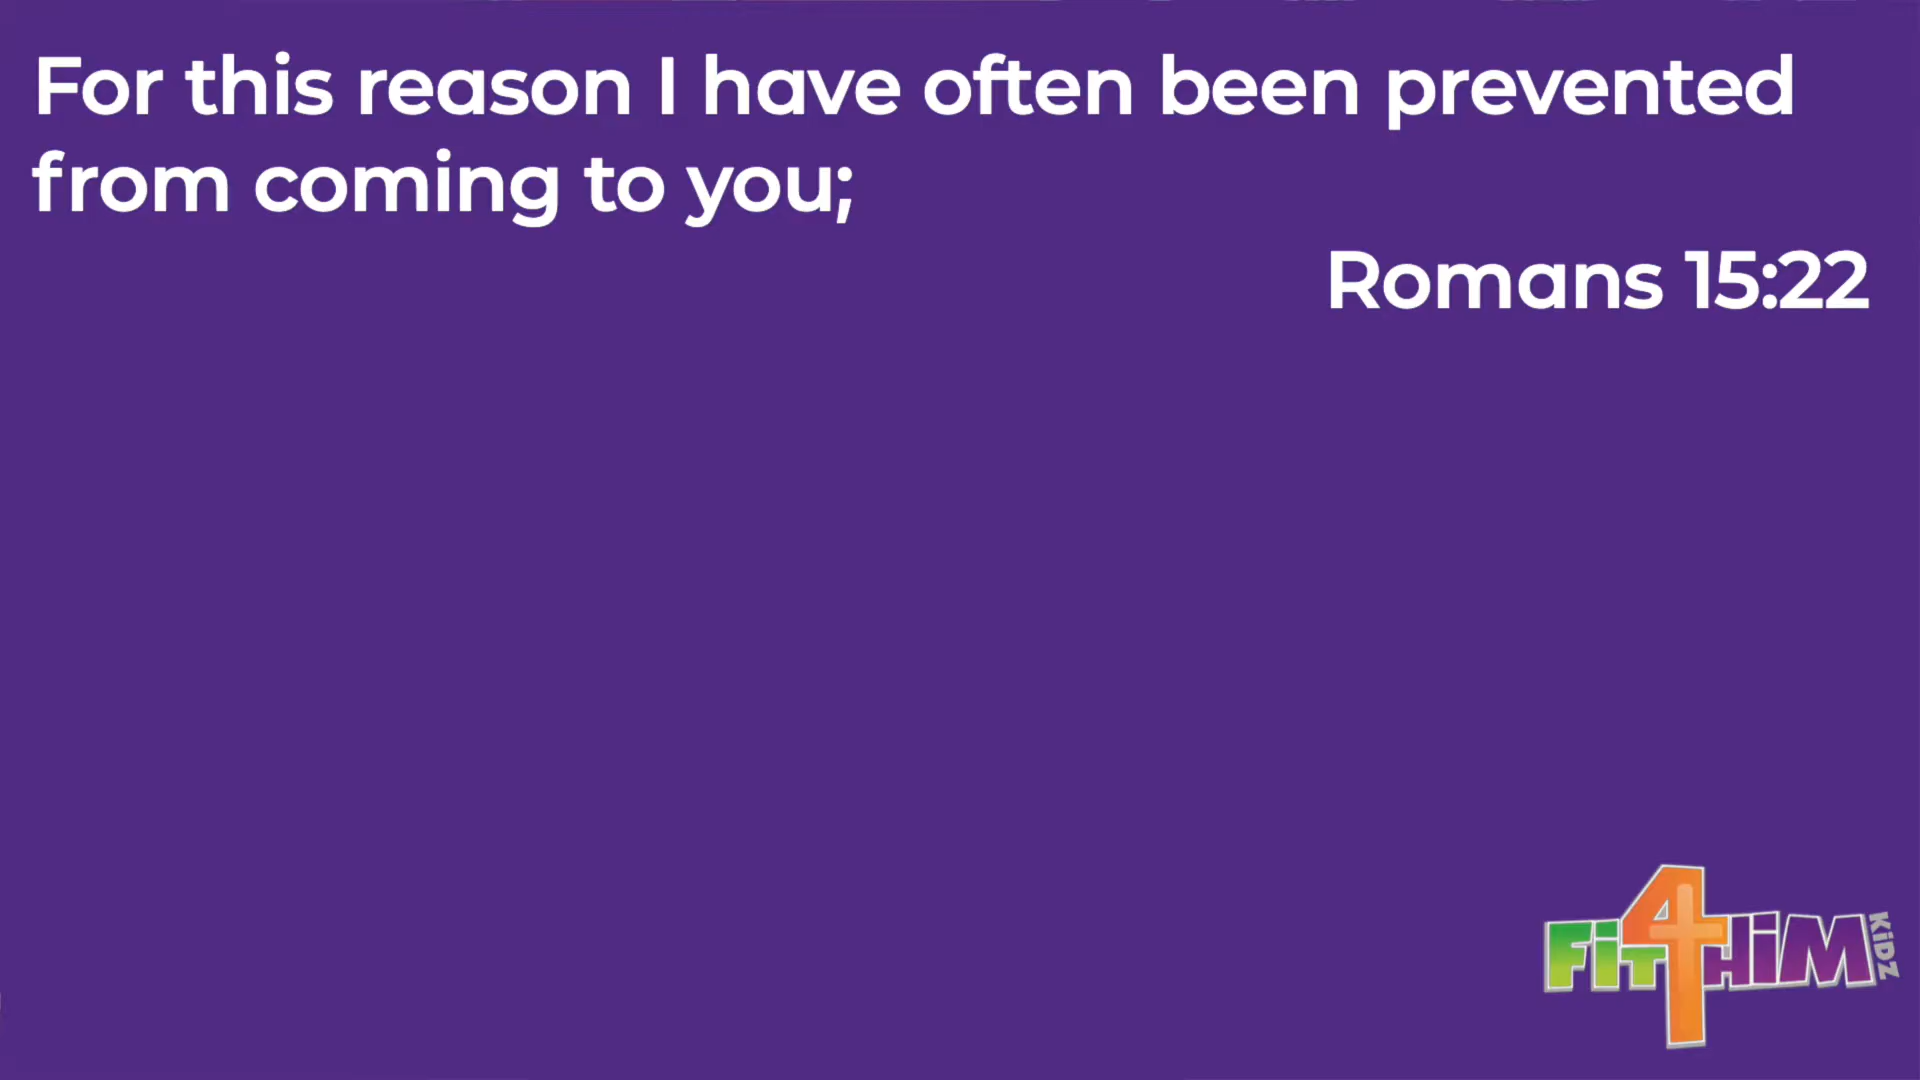 For this reason I have often been prevented
from coming to you;
Romans 15:22
FiT4HiM
KiDZ